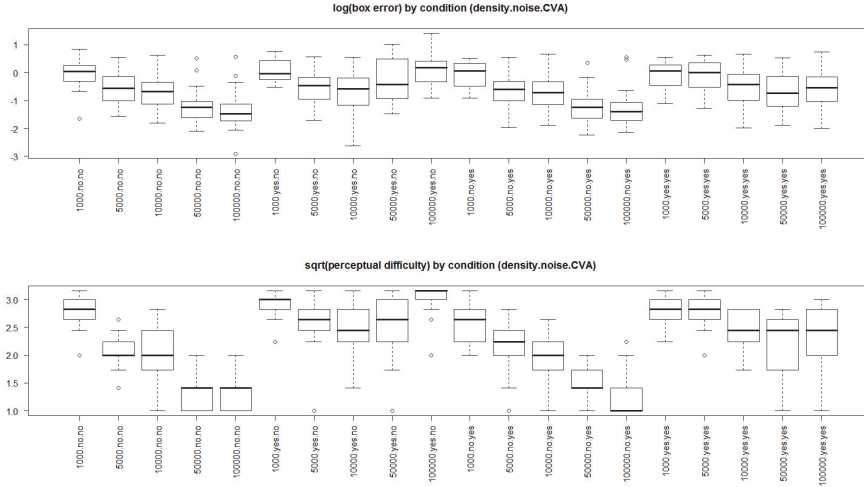 log(box error) by condition (density.noise.CVA)
1
0
-1
-2
-3
1000.no.no
5000.no.no
10000.no.no
50000.no.no
100000.no.no
1000.yes.no
5000.yes.no
10000.yes.no
50000.yes.no
100000.yes.no
1000.no.yes
5000.no.yes
10000.no.yes
50000.no.yes
100000.no.yes
1000.yes.yes
5000.yes.yes
10000.yes.yes
50000.yes.yes
100000.yes.yes
sqrt(perceptual difficulty) by condition (density.noise.CVA)
3.0
2.5
2.0
1.5
1.0
1000.no.no
5000.no.no
10000.no.no
50000.no.no
100000.no.no
1000.yes.no
5000.yes.no
10000.yes.no
50000.yes.no
100000.yes.no
1000.no.yes
5000.no.yes
10000.no.yes
50000.no.yes
100000.no.yes
1000.yes.yes
5000.yes.yes
10000.yes.yes
50000.yes.yes
100000.yes.yes